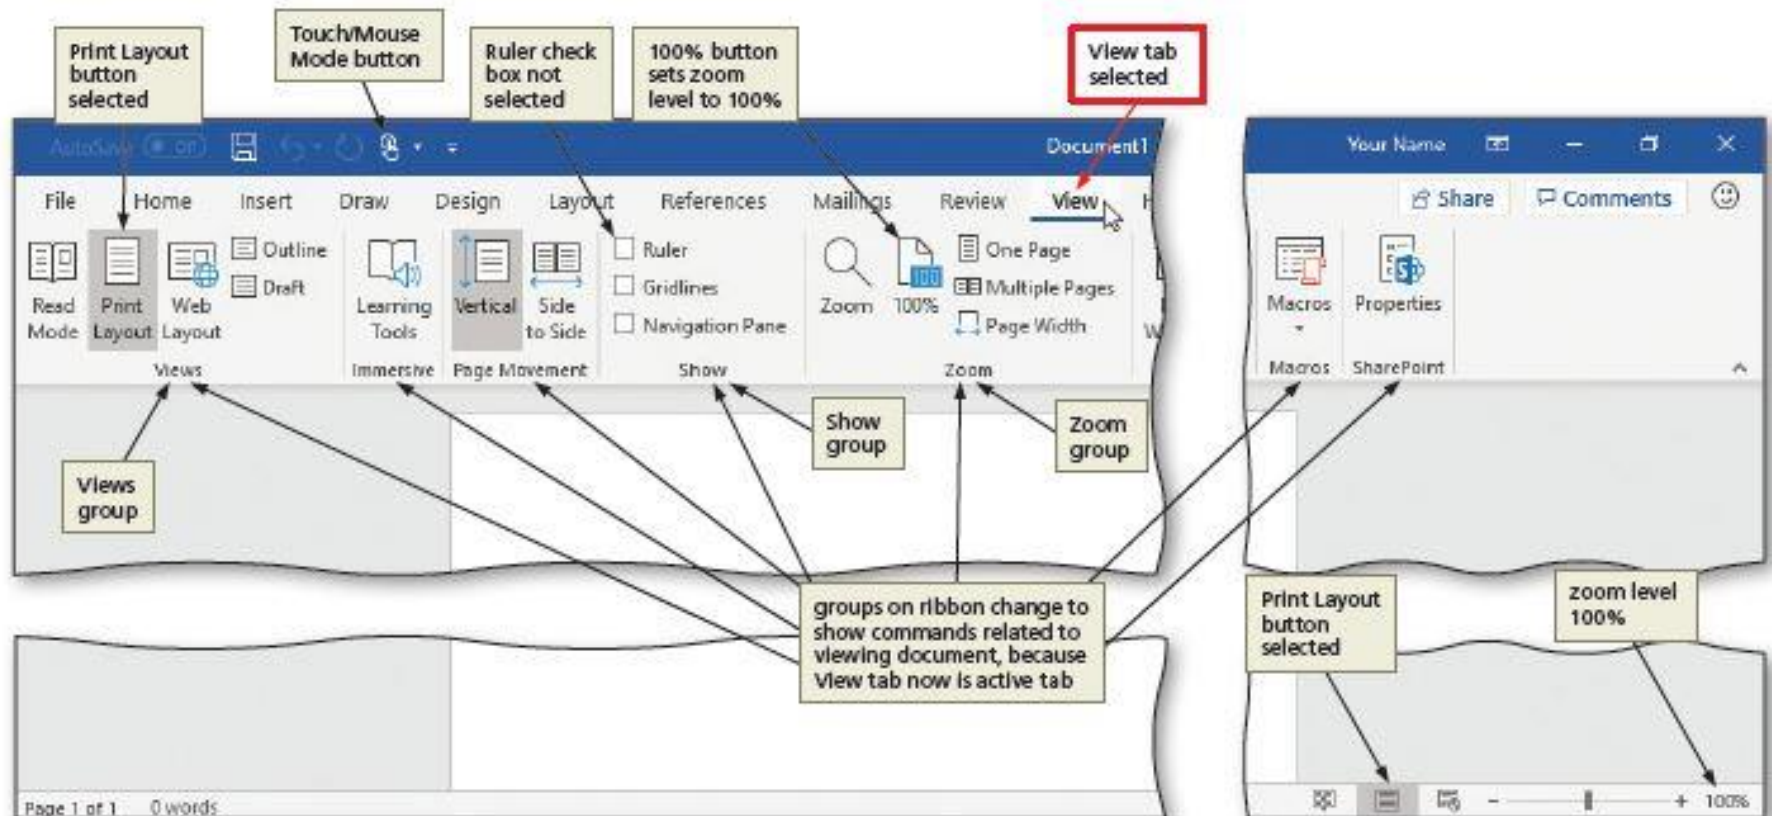 Print Layout
button
selected
Touch/Mouse
Mode button
Ruler check
box not
selected
100% button
sets zoom
level to 100%
View tab
selected
AutoSave Off
Document1
Your Name
File Home Insert Draw Design Layout References Mailings Review View H
Share Comments
Read
Mode
Print
Layout
Web
Layout
Outline
Draft
Views
Learning
Tools
Immersive
Vertical
Side
to Side
Page Movement
Ruler
Gridlines
Navigation Pane
Show
Zoom
100
100%
One Page
Multiple Pages
Page Width
Zoom
W
Macros
Macros
Properties
SharePoint
Views
group
Show
group
Zoom
group
groups on ribbon change to
show commands related to
viewing document, because
View tab now is active tab
Print Layout
button
selected
zoom level
100%
Page 1 of 1 0 words
- + 100%